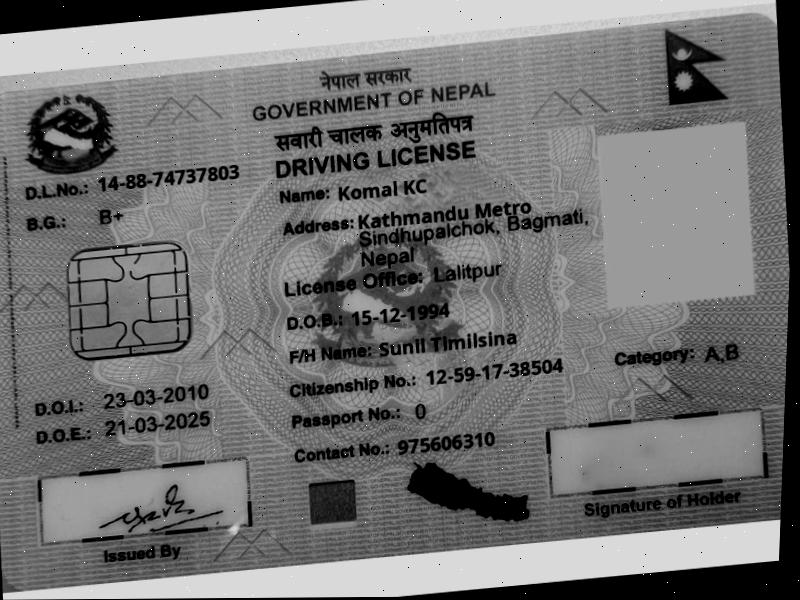 नेपाल सरकार
GOVERNMENT OF NEPAL
सवारी चालक अनुमतिपत्र
DRIVING LICENSE
D.L.No.: 14-88-74737803
B.G.: B+
Name: Komal KC
Address: Kathmandu Metro
Sindhupalchok, Bagmati,
Nepal
License Office: Lalitpur
D.O.B.: 15-12-1994
F/H Name: Sunil Timilsina
Citizenship No.: 12-59-17-38504
Category: A,B
Passport No.: 0
Contact No.: 975606310
D.O.I.: 23-03-2010
D.O.E.: 21-03-2025
Issued By
Signature of Holder